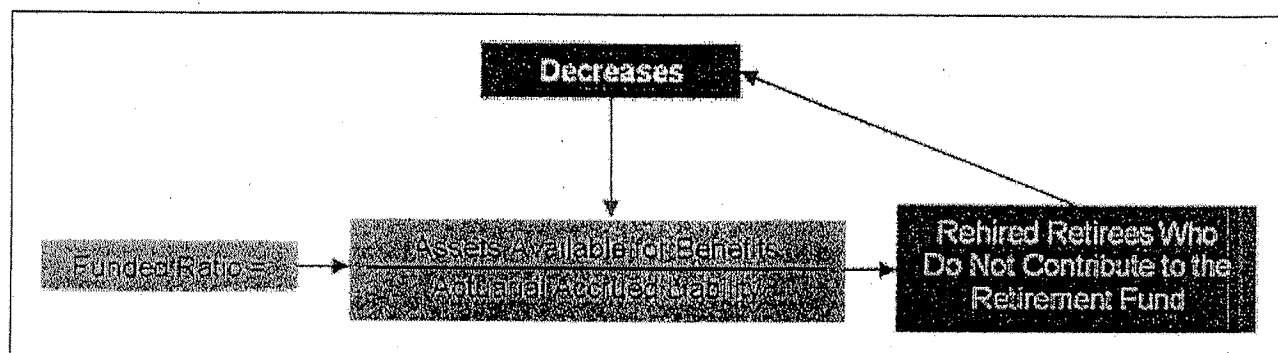 Decreases
Funded Ratio =
Assets Available for Benefits
Actuarial Accrued Liability
Rehired Retirees Who
Do Not Contribute to the
Retirement Fund